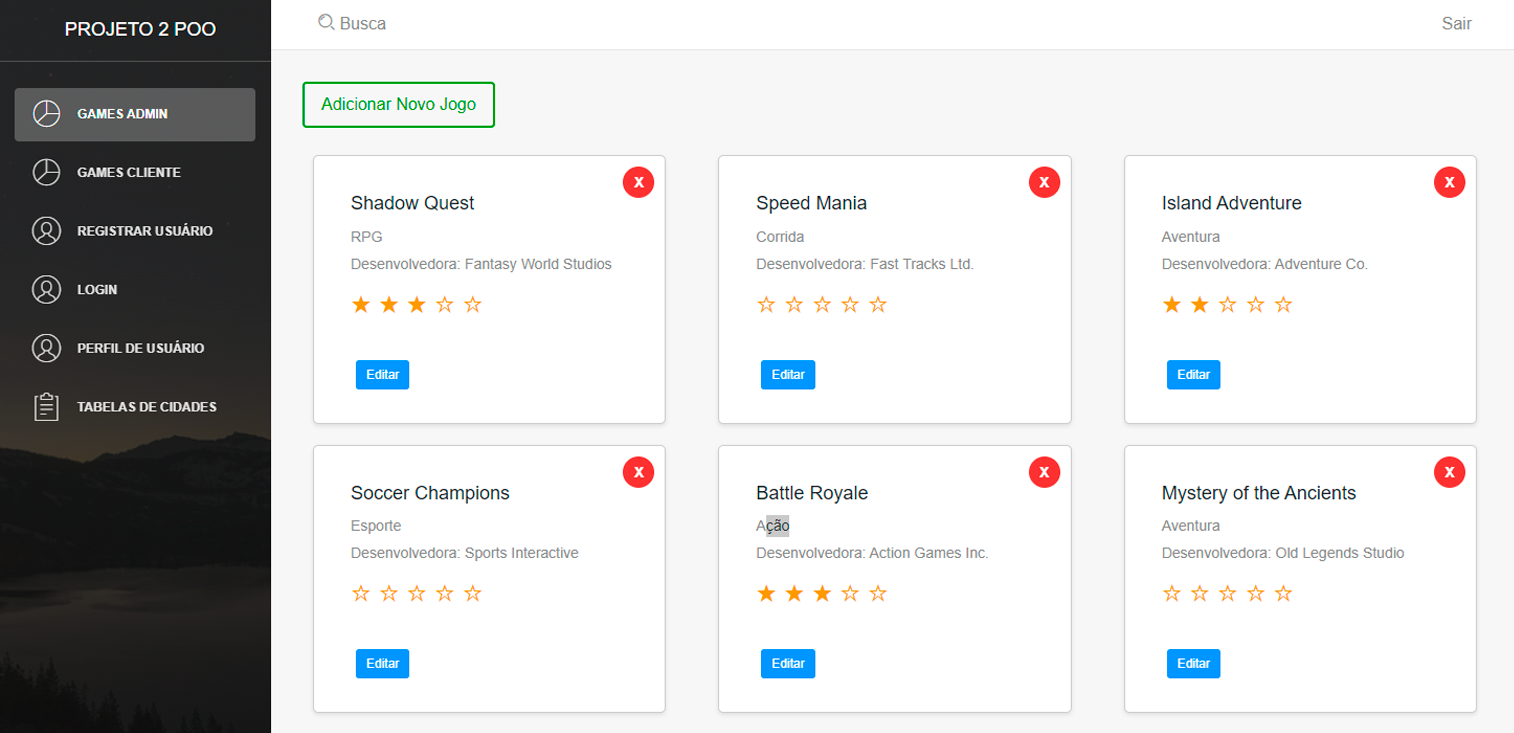 PROJETO 2 POO
GAMES ADMIN
GAMES CLIENTE
REGISTRAR USUÁRIO
LOGIN
PERFIL DE USUÁRIO
TABELAS DE CIDADES
Busca
Sair
Adicionar Novo Jogo
X
Shadow Quest
RPG
Desenvolvedora: Fantasy World Studios
Editar
X
Speed Mania
Corrida
Desenvolvedora: Fast Tracks Ltd.
Editar
X
Island Adventure
Aventura
Desenvolvedora: Adventure Co.
Editar
X
Soccer Champions
Esporte
Desenvolvedora: Sports Interactive
Editar
X
Battle Royale
Ação
Desenvolvedora: Action Games Inc.
Editar
X
Mystery of the Ancients
Aventura
Desenvolvedora: Old Legends Studio
Editar